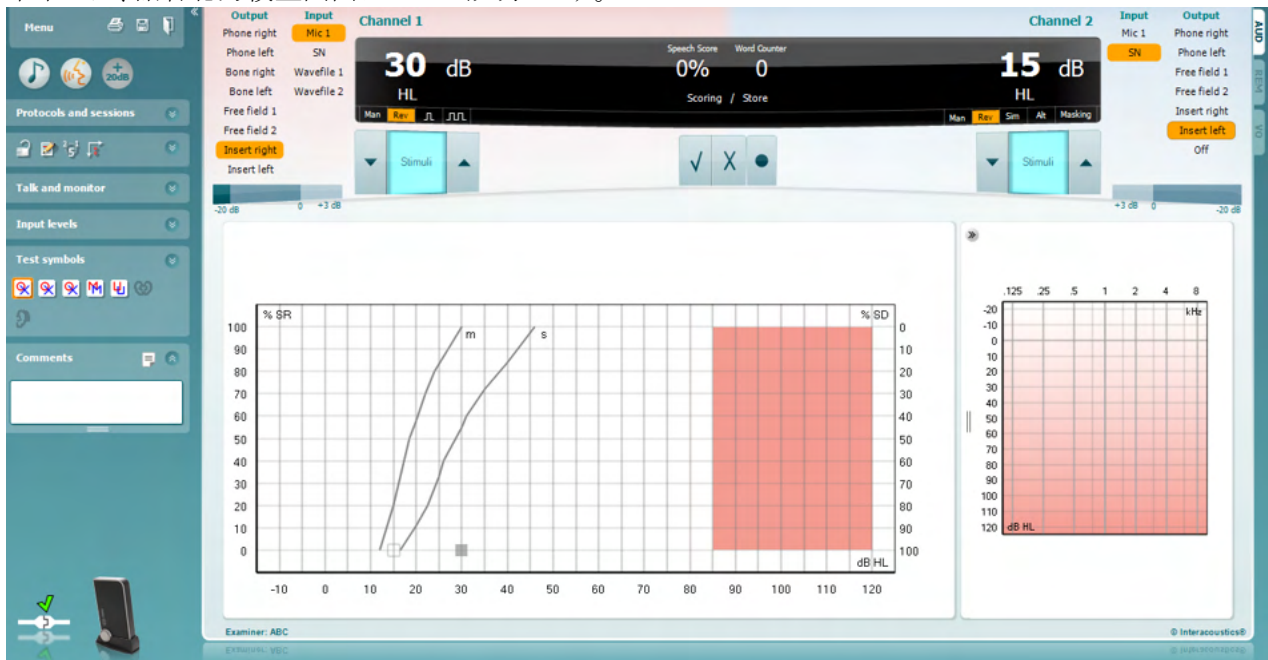 Menu
Protocols and sessions
Talk and monitor
Input levels
Test symbols
Comments
+
20dB
Output Input
Phone right Mic 1
Phone left SN
Bone right Wavefile 1
Bone left Wavefile 2
Free field 1
Free field 2
Insert right
Insert left
-20 dB 0 +3 dB
Channel 1
30 dB
HL
Man Rev
Speech Score Word Counter
0% 0
Scoring / Store
Stimuli
Channel 2
15 dB
HL
Man Rev Sim Alt Masking
Stimuli
Input Output
Mic 1 Phone right
SN Phone left
Free field 1
Free field 2
Insert right
Insert left
Off
+3 dB 0 -20 dB
AUD
REM
VO
% SR % SD
m s
100 0
90 10
80 20
70 30
60 40
50 50
40 60
30 70
20 80
10 90
0 100
dB HL
-10 0 10 20 30 40 50 60 70 80 90 100 110 120
.125 .25 .5 1 2 4 8
kHz
-20
-10
0
10
20
30
40
50
60
70
80
90
100
110
120
dB HL
Examiner: ABC
© Interacoustics®